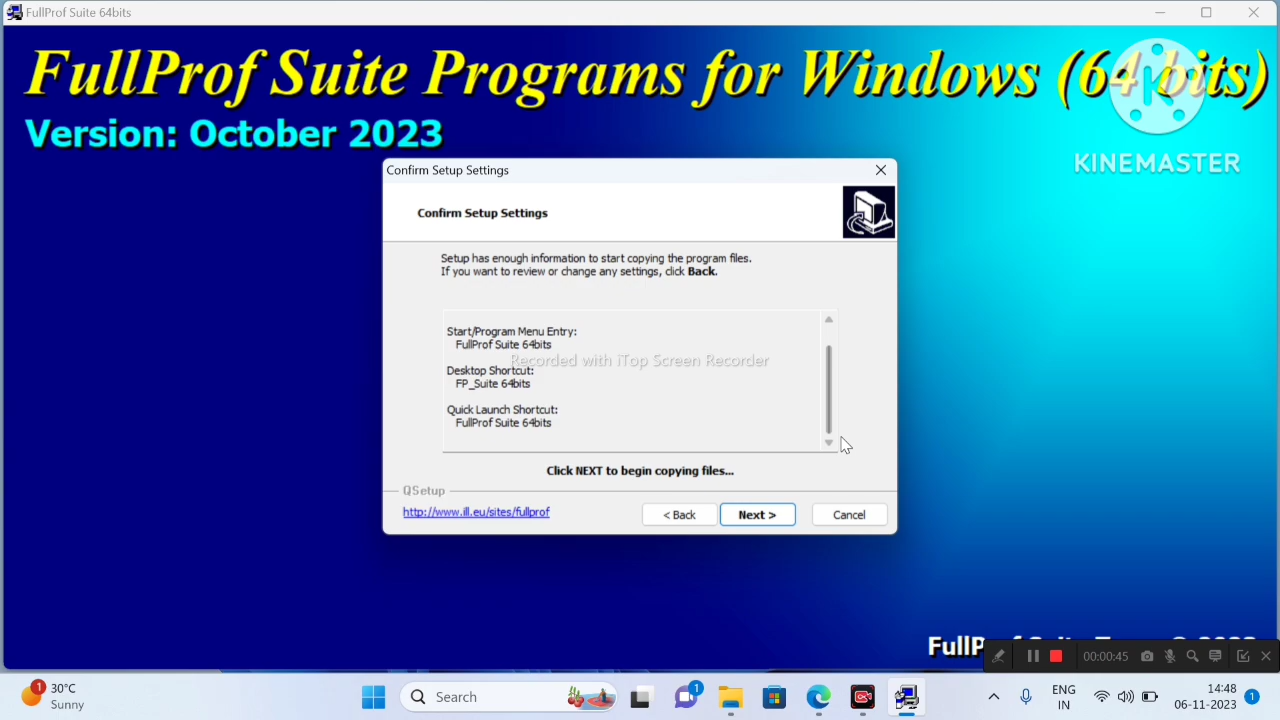 FullProf Suite 64bits
FullProf Suite Programs for Windows (64 bits)
Version: October 2023
KINEMASTER
Confirm Setup Settings
Confirm Setup Settings
Setup has enough information to start copying the program files.
If you want to review or change any settings, click Back.
Start/Program Menu Entry:
FullProf Suite 64bits
Recorded with iTop Screen Recorder
Desktop Shortcut:
FP_Suite 64bits
Quick Launch Shortcut:
FullProf Suite 64bits
Click NEXT to begin copying files...
QSetup
http://www.ill.eu/sites/fullprof
< Back
Next >
Cancel
00:00:45
1
30°C
Sunny
Search
1
ENG
IN
14:48
06-11-2023
1